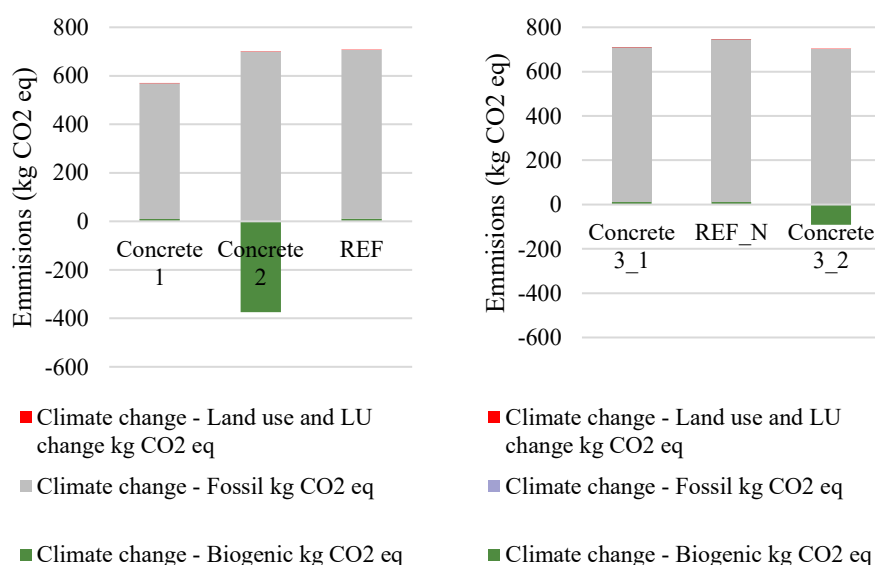 Emmisions (kg CO2 eq)
800
600
400
200
0
-200
-400
-600
Concrete
1
Concrete
2
REF
Climate change - Land use and LU
change kg CO2 eq
Climate change - Fossil kg CO2 eq
Climate change - Biogenic kg CO2 eq
Emmisions (kg CO2 eq)
800
600
400
200
0
-200
-400
-600
Concrete
3_1
REF_N
Concrete
3_2
Climate change - Land use and LU
change kg CO2 eq
Climate change - Fossil kg CO2 eq
Climate change - Biogenic kg CO2 eq